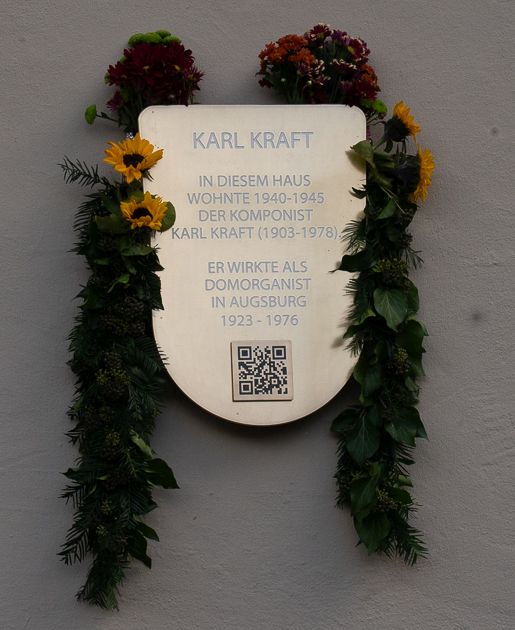 KARL KRAFT
IN DIESEM HAUS
WOHNTE 1940-1945
DER KOMPONIST
KARL KRAFT (1903-1978).
ER WIRKTE ALS
DOMORGANIST
IN AUGSBURG
1923 - 1976